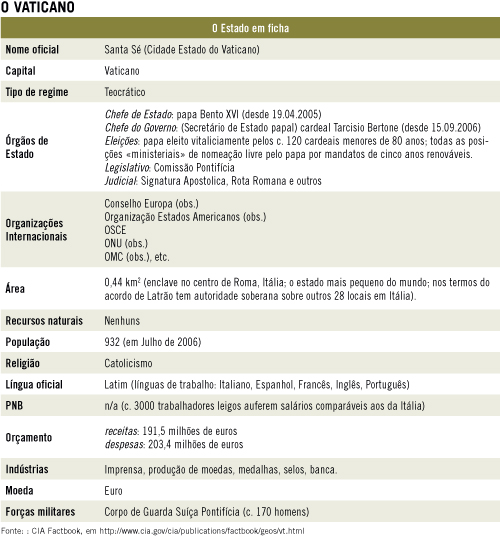 O VATICANO
O Estado em ficha
Nome oficial Santa Sé (Cidade Estado do Vaticano)
Capital Vaticano
Tipo de regime Teocrático
Órgãos de Estado
Chefe de Estado: papa Bento XVI (desde 19.04.2005)
Chefe do Governo: (Secretário de Estado papal) cardeal Tarcisio Bertone (desde 15.09.2006)
Eleições: papa eleito vitaliciamente pelos c. 120 cardeais menores de 80 anos; todas as posi-
ções «ministeriais» de nomeação livre pelo papa por mandatos de cinco anos renováveis.
Legislativo: Comissão Pontifícia
Judicial: Signatura Apostolica, Rota Romana e outros
Organizações Internacionais
Conselho Europa (obs.)
Organização Estados Americanos (obs.)
OSCE
ONU (obs.)
OMC (obs.), etc.
Área
0,44 km² (enclave no centro de Roma, Itália; o estado mais pequeno do mundo; nos termos do
acordo de Latrão tem autoridade soberana sobre outros 28 locais em Itália).
Recursos naturais Nenhuns
População 932 (em Julho de 2006)
Religião Catolicismo
Língua oficial Latim (línguas de trabalho: Italiano, Espanhol, Francês, Inglês, Português)
PNB n/a (c. 3000 trabalhadores leigos auferem salários comparáveis aos da Itália)
Orçamento
receitas: 191,5 milhões de euros
despesas: 203,4 milhões de euros
Indústrias Imprensa, produção de moedas, medalhas, selos, banca.
Moeda Euro
Forças militares Corpo de Guarda Suíça Pontifícia (c. 170 homens)
Fonte: : CIA Factbook, em http://www.cia.gov/cia/publications/factbook/geos/vt.html